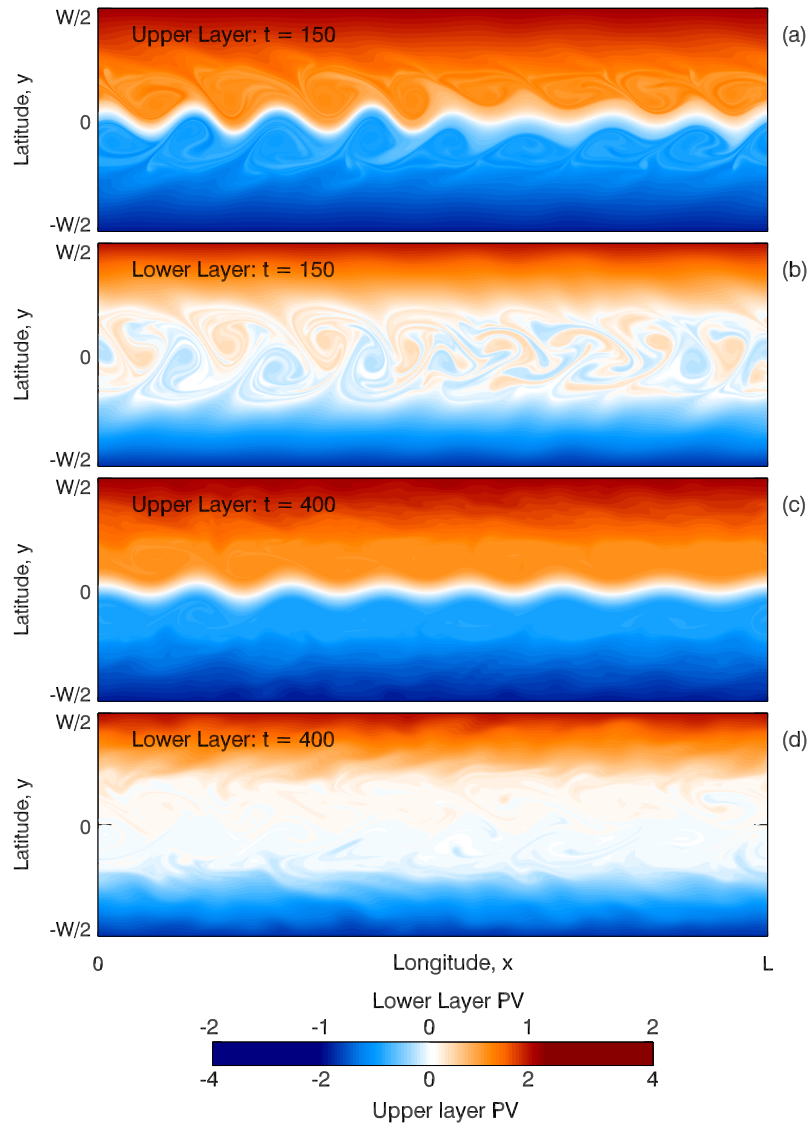 W/2
Upper Layer: t = 150
(a)
Latitude, y
0
-W/2
W/2
Lower Layer: t = 150
(b)
Latitude, y
0
-W/2
W/2
Upper Layer: t = 400
(c)
Latitude, y
0
-W/2
W/2
Lower Layer: t = 400
(d)
Latitude, y
0
-W/2
0 Longitude, x L
Lower Layer PV
-2 -1 0 1 2
-4 -2 0 2 4
Upper layer PV